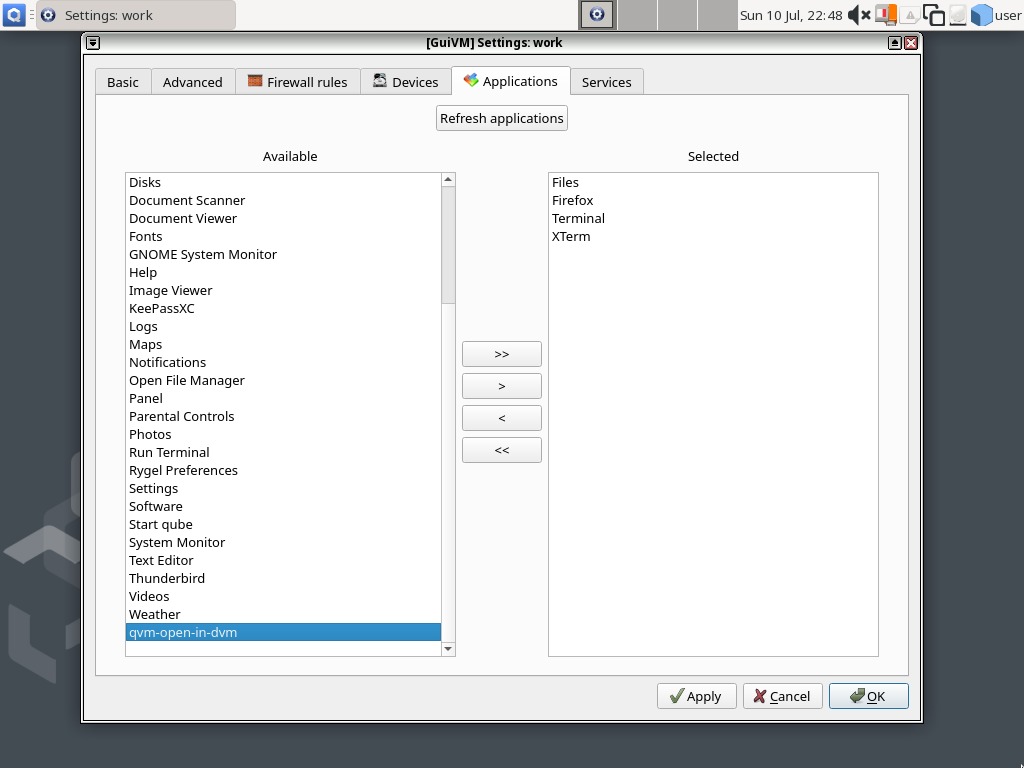 Settings: work
Sun 10 Jul, 22:48
user
[GuiVM] Settings: work
Basic
Advanced
Firewall rules
Devices
Applications
Services
Refresh applications
Available
Selected
Disks
Document Scanner
Document Viewer
Fonts
GNOME System Monitor
Help
Image Viewer
KeePassXC
Logs
Maps
Notifications
Open File Manager
Panel
Parental Controls
Photos
Run Terminal
Rygel Preferences
Settings
Software
Start qube
System Monitor
Text Editor
Thunderbird
Videos
Weather
qvm-open-in-dvm
>>
>
<
<<
Files
Firefox
Terminal
XTerm
Apply
Cancel
OK